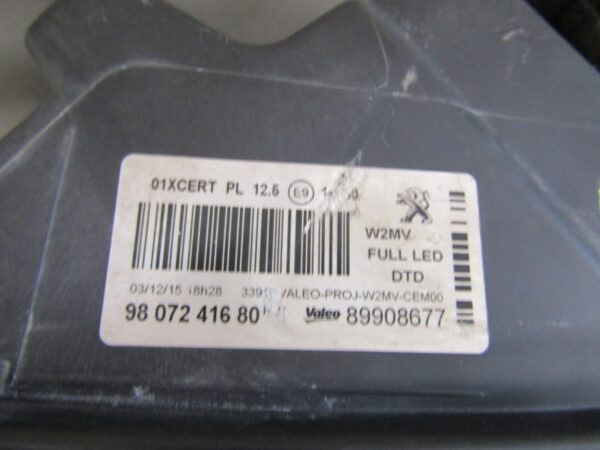 01XCERT PL 12.5 E9
W2MV
FULL LED
DTD
03/12/15 18h28 VALEO-PROJ-W2MV-CEM00
98 072 416 80 Valeo 89908677